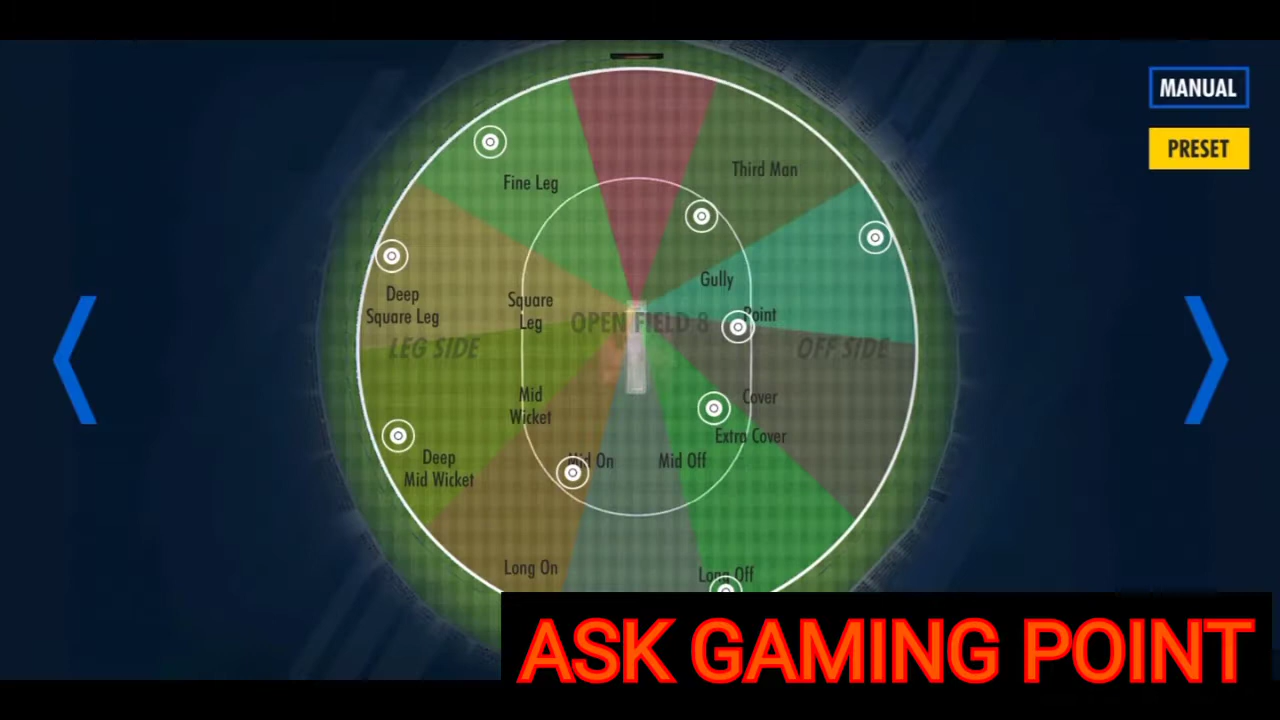 MANUAL
PRESET
Third Man
Fine Leg
Gully
Deep
Square Leg
Square
Leg
Point
OPEN FIELD 8
LEG SIDE
OFF SIDE
Mid
Wicket
Cover
Extra Cover
Mid On
Mid Off
Deep
Mid Wicket
Long On
Long Off
ASK GAMING POINT